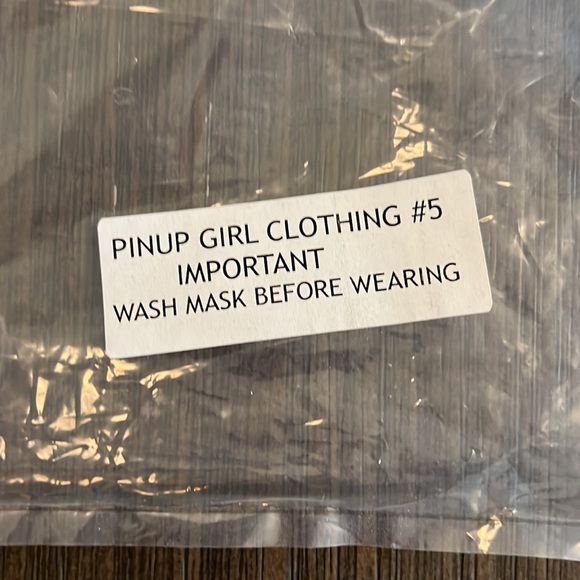 PINUP GIRL CLOTHING #5
IMPORTANT
WASH MASK BEFORE WEARING